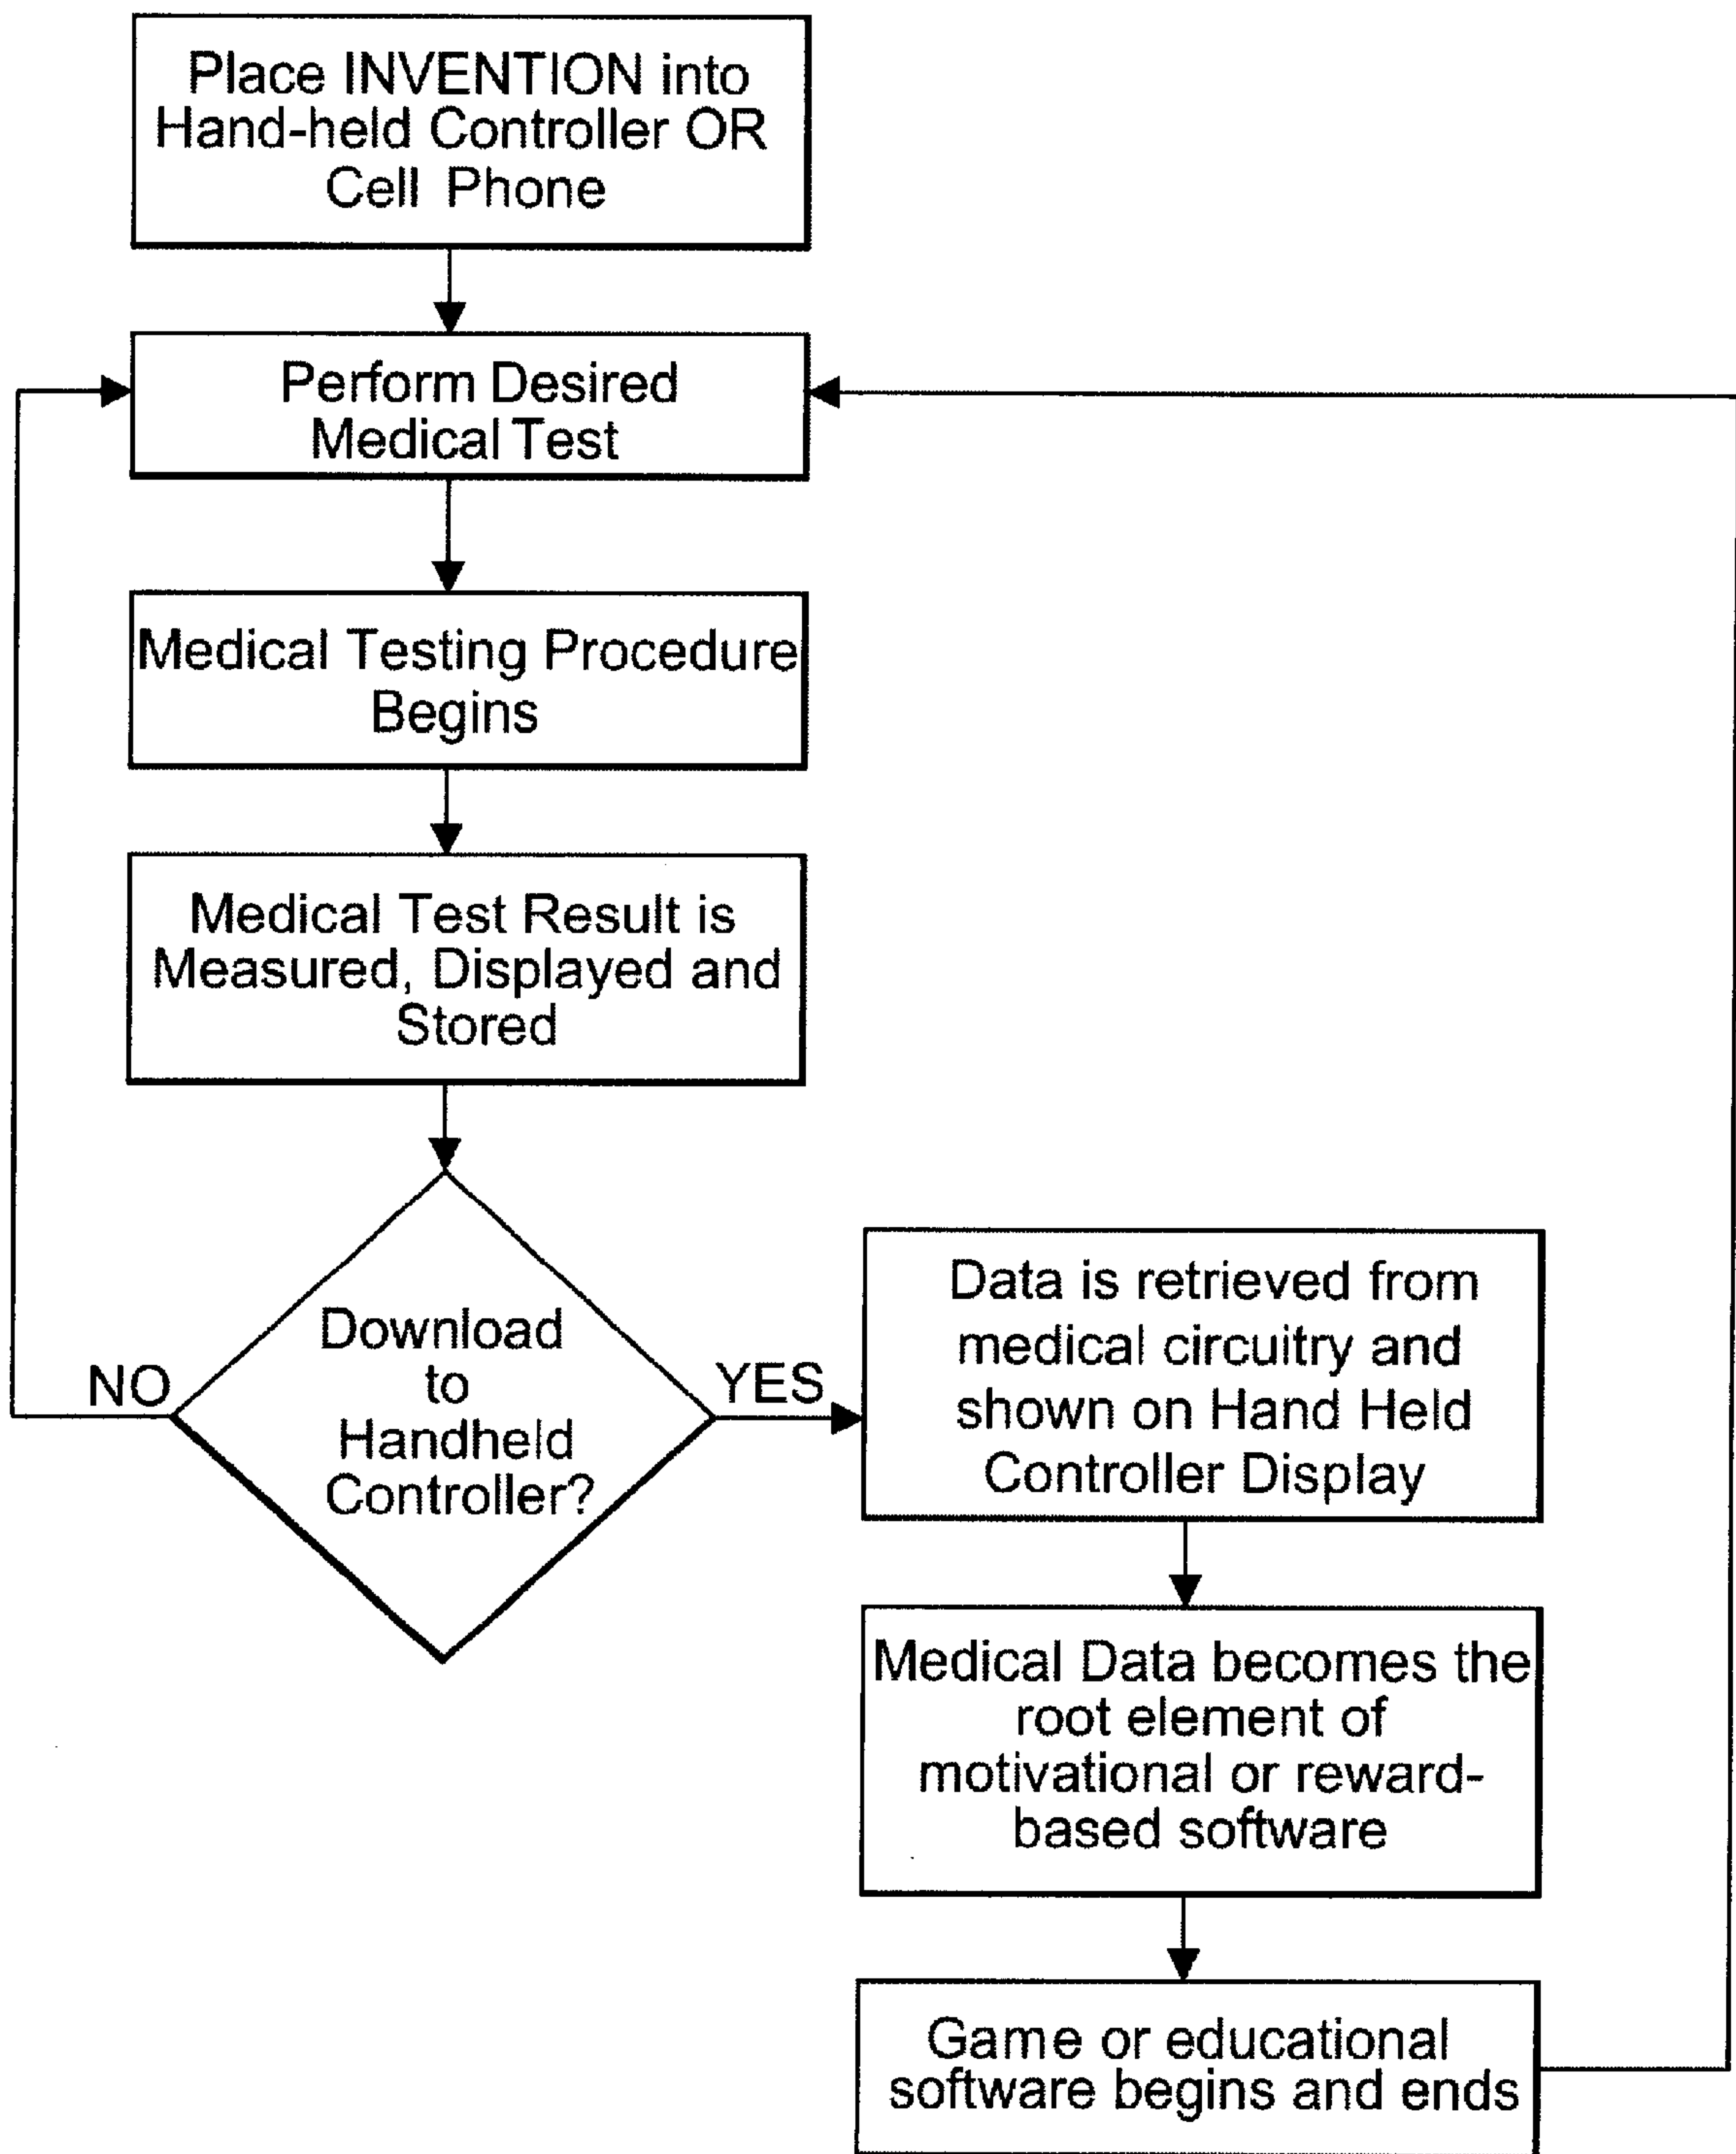 Place INVENTION into
Hand-held Controller OR
Cell Phone
Perform Desired
Medical Test
Medical Testing Procedure
Begins
Medical Test Result is
Measured, Displayed and
Stored
Download
to
Handheld
Controller?
NO
YES
Data is retrieved from
medical circuitry and
shown on Hand Held
Controller Display
Medical Data becomes the
root element of
motivational or reward-
based software
Game or educational
software begins and ends